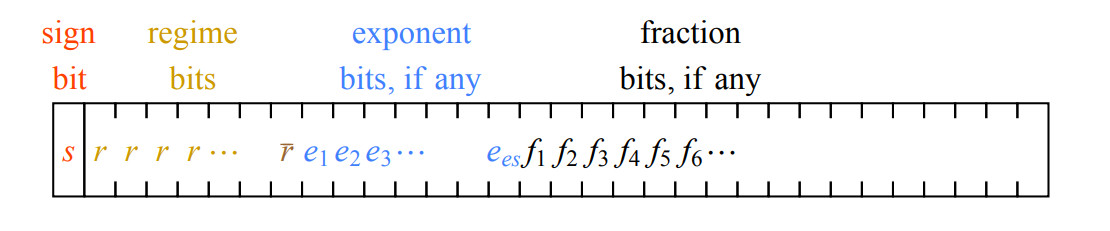 sign regime exponent fraction
bit bits bits, if any bits, if any
s r r r r ⋯ r̄ e₁ e₂ e₃ ⋯ eₑₛ f₁ f₂ f₃ f₄ f₅ f₆ ⋯